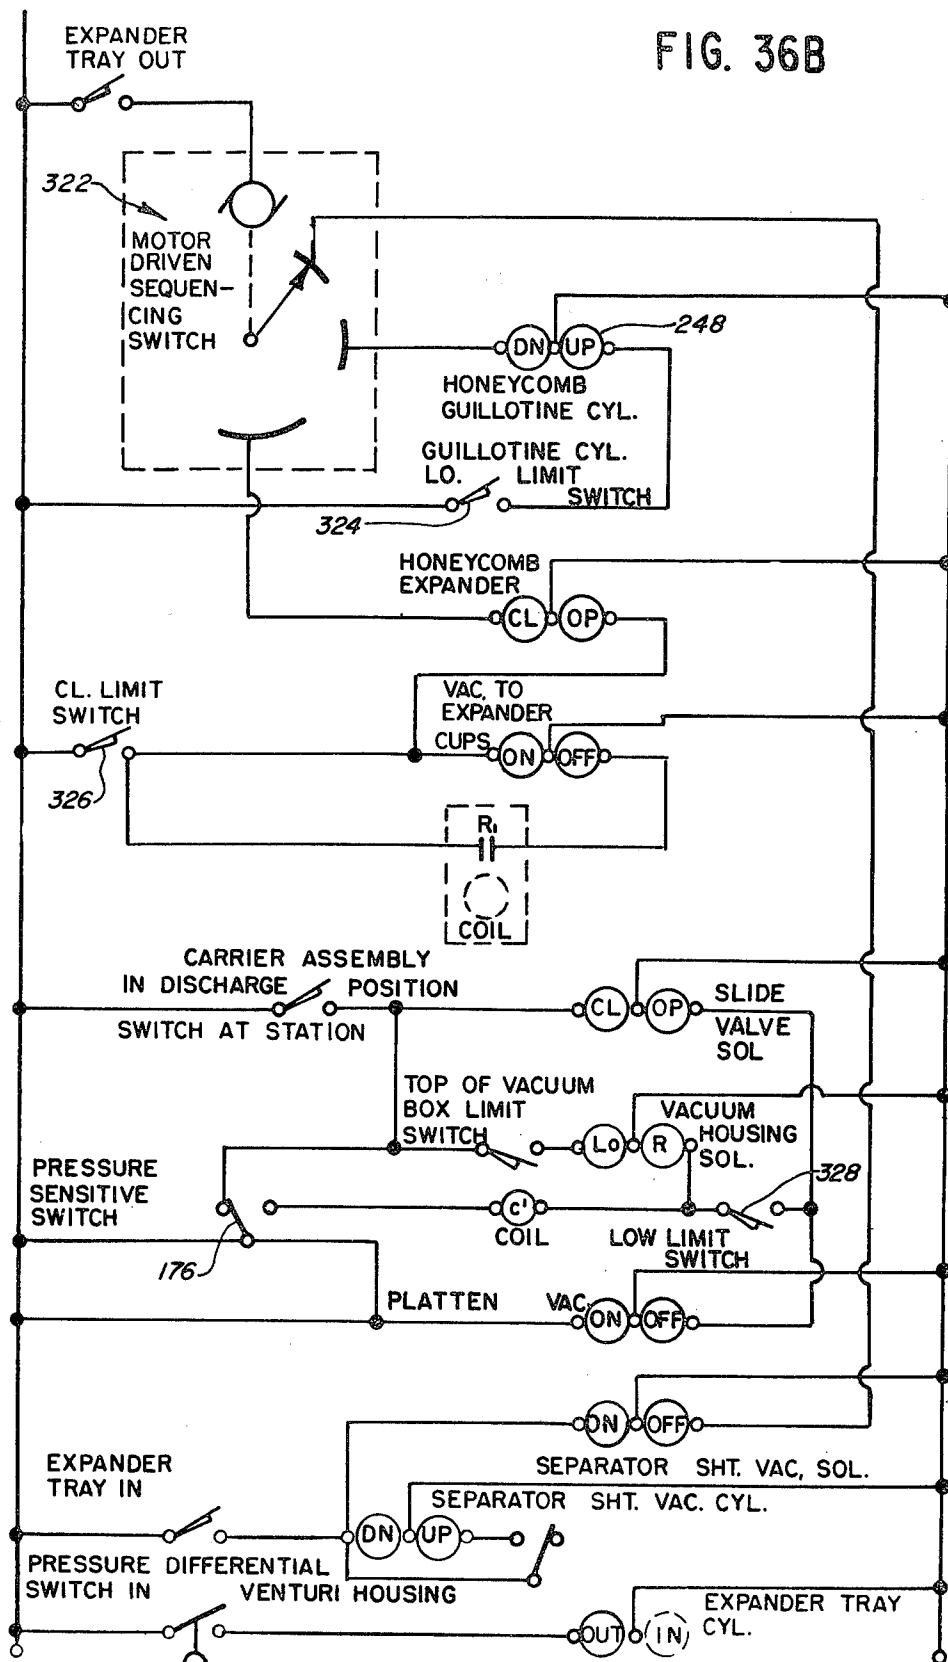 FIG. 36B
EXPANDER
TRAY OUT
322
MOTOR
DRIVEN
SEQUEN-
CING
SWITCH
DN UP
248
HONEYCOMB
GUILLOTINE CYL.
GUILLOTINE CYL.
LO. LIMIT
SWITCH
324
HONEYCOMB
EXPANDER
CL OP
CL. LIMIT
SWITCH
VAC. TO
EXPANDER
CUPS ON OFF
326
R1
COIL
CARRIER ASSEMBLY
IN DISCHARGE POSITION
SWITCH AT STATION
CL OP SLIDE
VALVE
SOL
TOP OF VACUUM
BOX LIMIT
SWITCH
LO R VACUUM
HOUSING
SOL.
PRESSURE
SENSITIVE
SWITCH
328
C'
COIL
LOW LIMIT
SWITCH
176
PLATTEN VAC. ON OFF
ON OFF
SEPARATOR SHT. VAC, SOL.
EXPANDER
TRAY IN
SEPARATOR SHT. VAC. CYL.
DN UP
PRESSURE DIFFERENTIAL
SWITCH IN VENTURI HOUSING
OUT IN
EXPANDER TRAY
CYL.